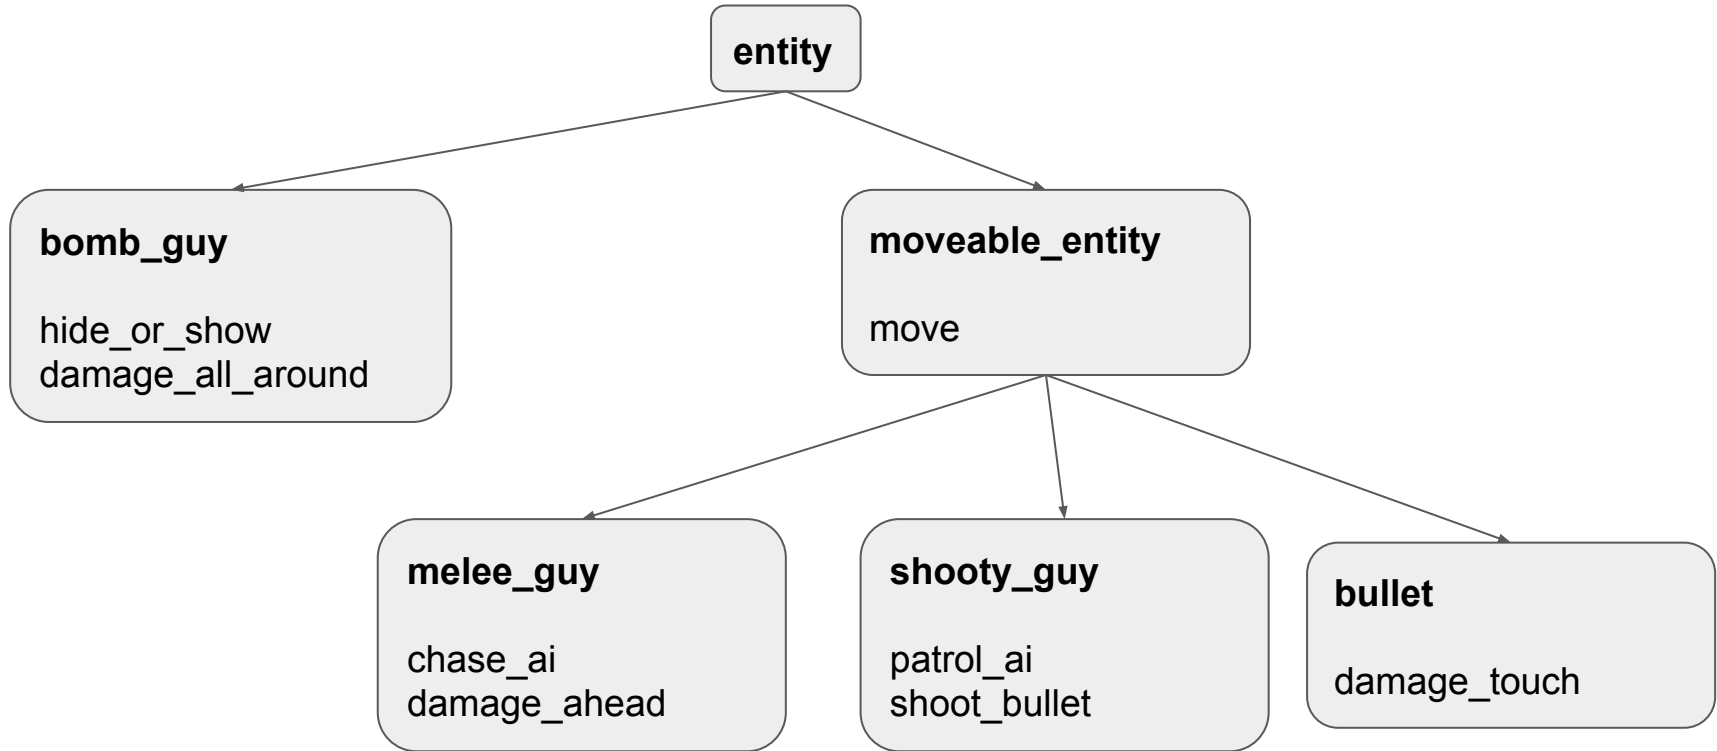 entity
bomb_guy
hide_or_show
damage_all_around
moveable_entity
move
melee_guy
chase_ai
damage_ahead
shooty_guy
patrol_ai
shoot_bullet
bullet
damage_touch